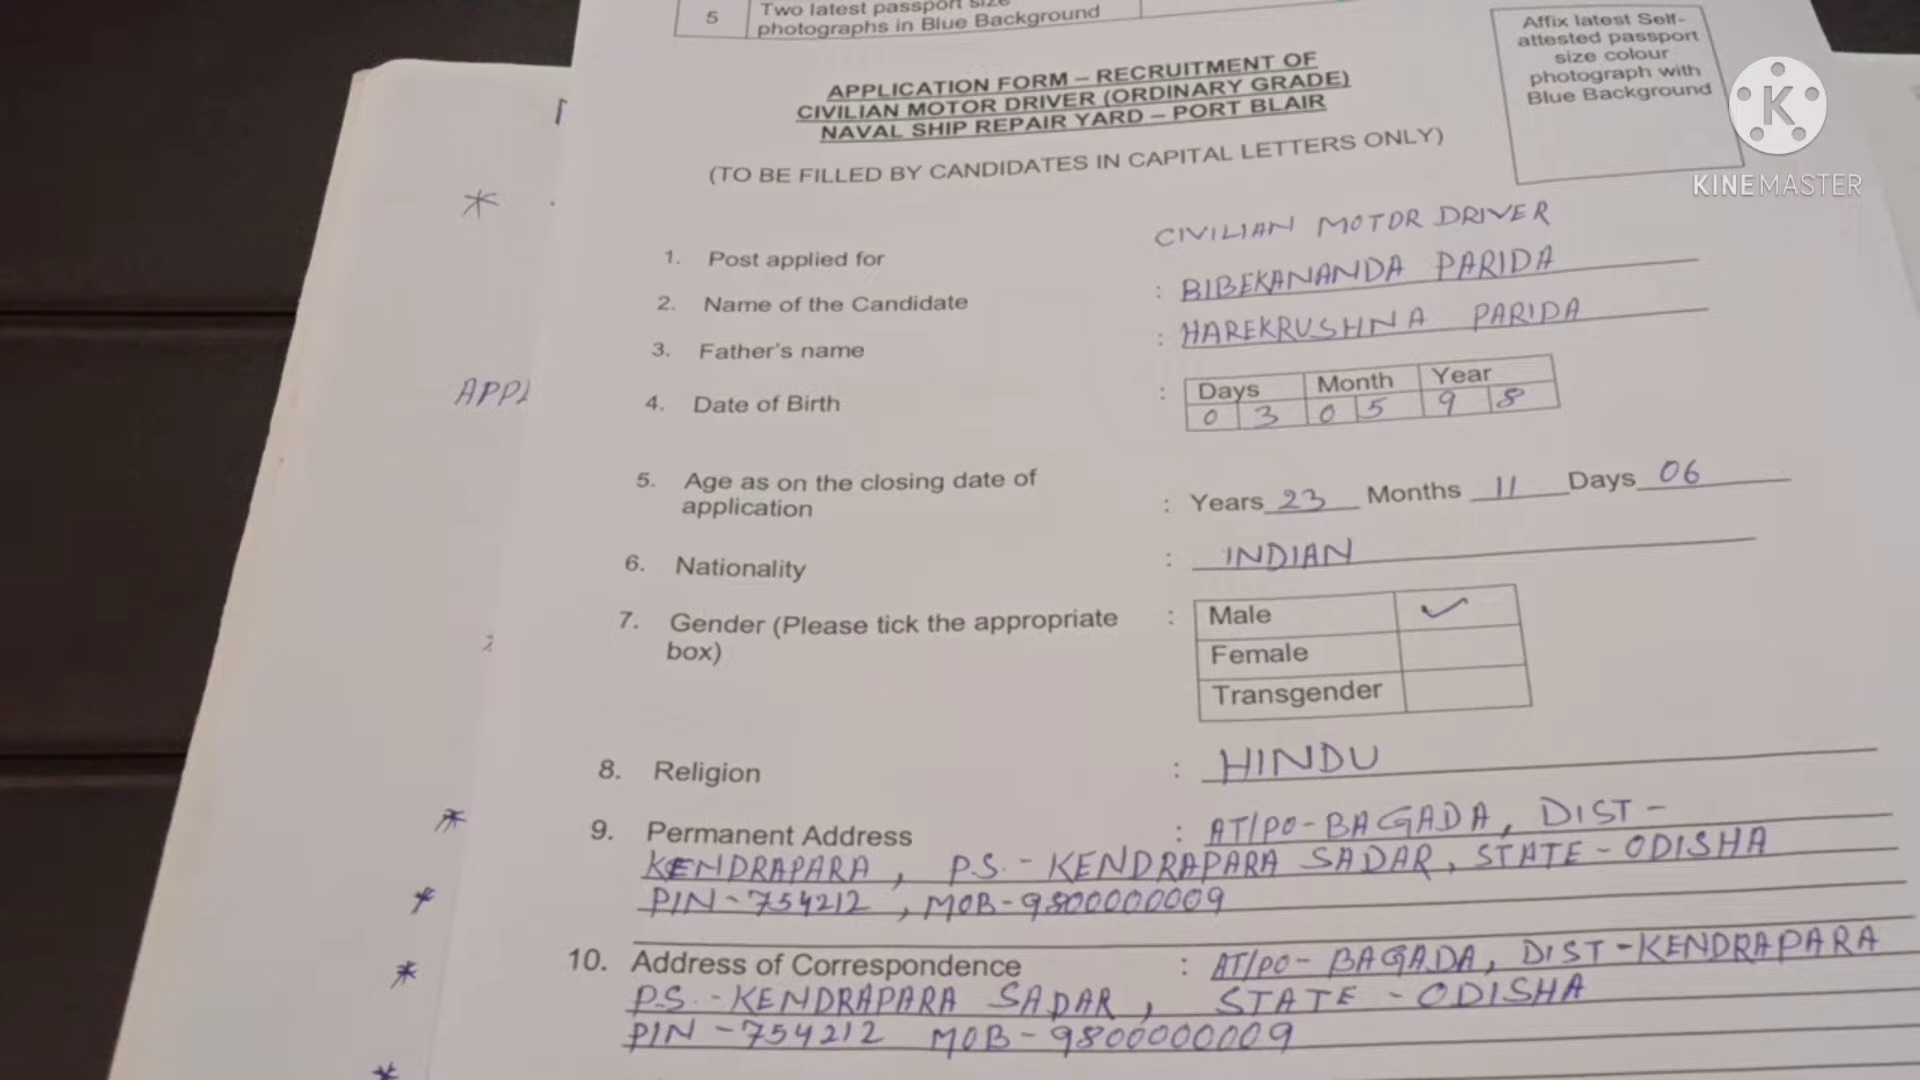 5 Two latest passport size
photographs in Blue Background
Affix latest Self-
attested passport
size colour
photograph with
Blue Background
K
KINEMASTER
APPLICATION FORM – RECRUITMENT OF
CIVILIAN MOTOR DRIVER (ORDINARY GRADE)
NAVAL SHIP REPAIR YARD – PORT BLAIR
(TO BE FILLED BY CANDIDATES IN CAPITAL LETTERS ONLY)
1. Post applied for CIVILIAN MOTOR DRIVER
2. Name of the Candidate : BIBEKANANDA PARIDA
3. Father's name : HAREKRUSHNA PARIDA
4. Date of Birth : Days Month Year
0 3 0 5 9 8
5. Age as on the closing date of
application : Years 23 Months 11 Days 06
6. Nationality : INDIAN
7. Gender (Please tick the appropriate
box) : Male ✓
Female
Transgender
8. Religion : HINDU
9. Permanent Address : AT/PO-BAGADA, DIST-
KENDRAPARA, P.S.-KENDRAPARA SADAR, STATE-ODISHA
PIN-754212, MOB-9800000009
10. Address of Correspondence : AT/PO-BAGADA, DIST-KENDRAPARA
P.S.-KENDRAPARA SADAR, STATE-ODISHA
PIN-754212 MOB-9800000009